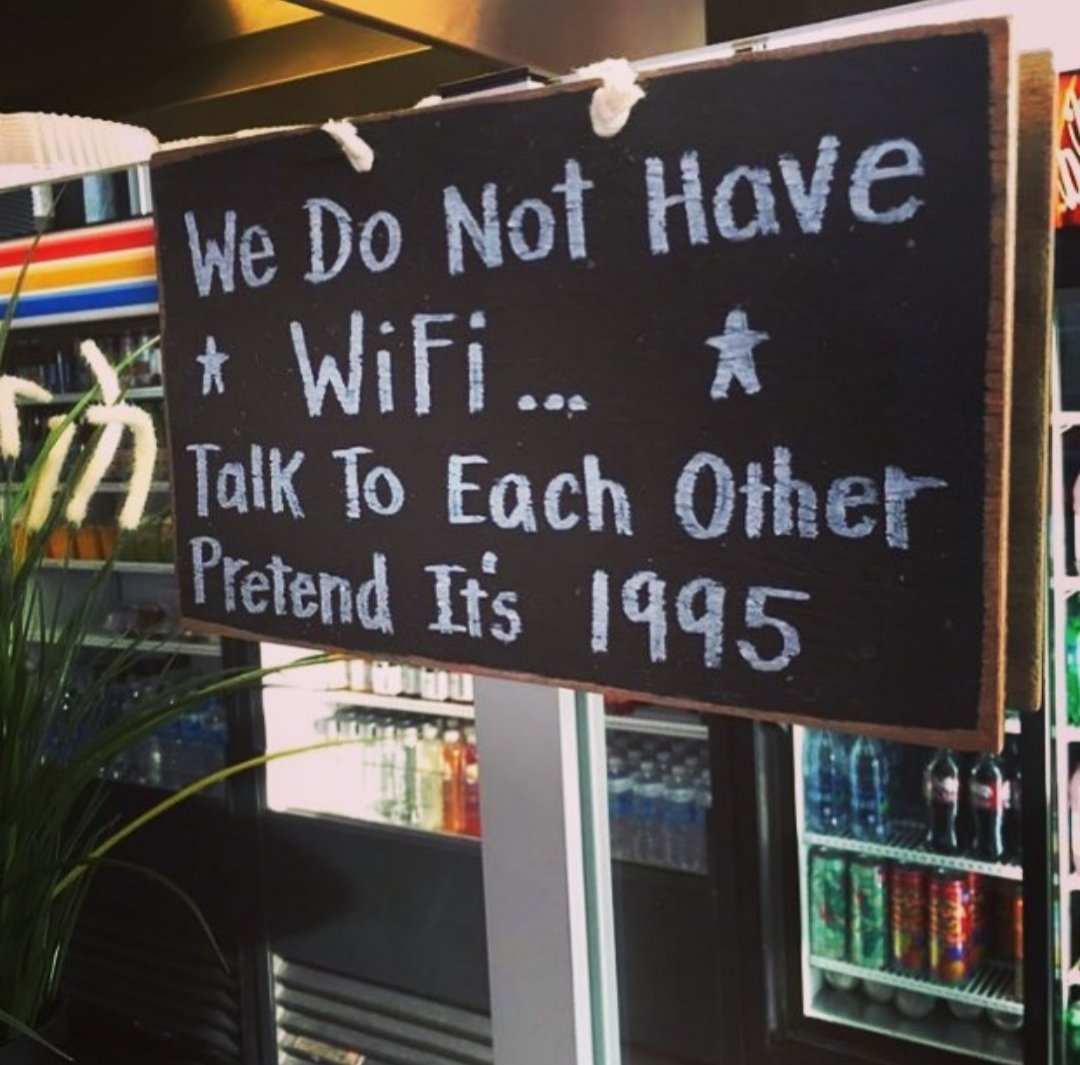 We Do Not Have
WiFi...
Talk To Each Other
Pretend It's 1995